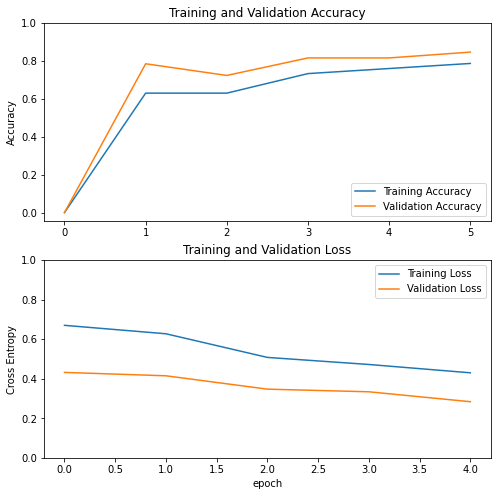 Training and Validation Accuracy
1.0
0.8
0.6
0.4
0.2
0.0
Accuracy
Training Accuracy
Validation Accuracy
0 1 2 3 4 5
Training and Validation Loss
1.0
0.8
0.6
0.4
0.2
0.0
Cross Entropy
Training Loss
Validation Loss
0.0 0.5 1.0 1.5 2.0 2.5 3.0 3.5 4.0
epoch